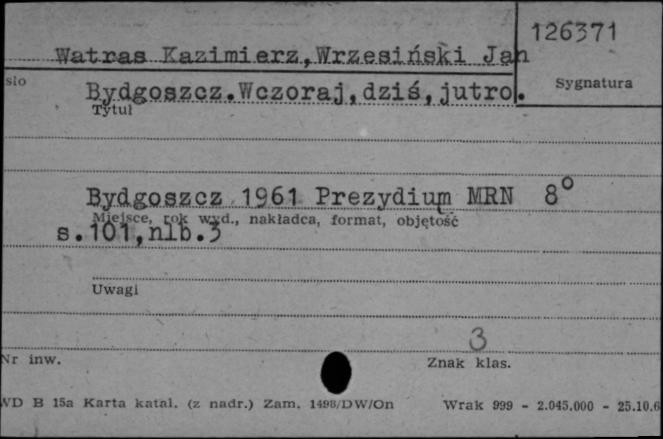 126371
Watras Kazimierz,Wrzesiński Jan
sło
Sygnatura
Bydgoszcz.Wczoraj,dziś,jutro.
Tytuł
Bydgoszcz 1961 Prezydium MRN 8°
Miejsce, rok wyd., nakładca, format, objętość
s.101,nlb.3
Uwagi
3
Nr inw.
Znak klas.
WD B 15a Karta katal. (z nadr.) Zam. 1498/DW/On Wrak 999 - 2.045.000 - 25.10.6